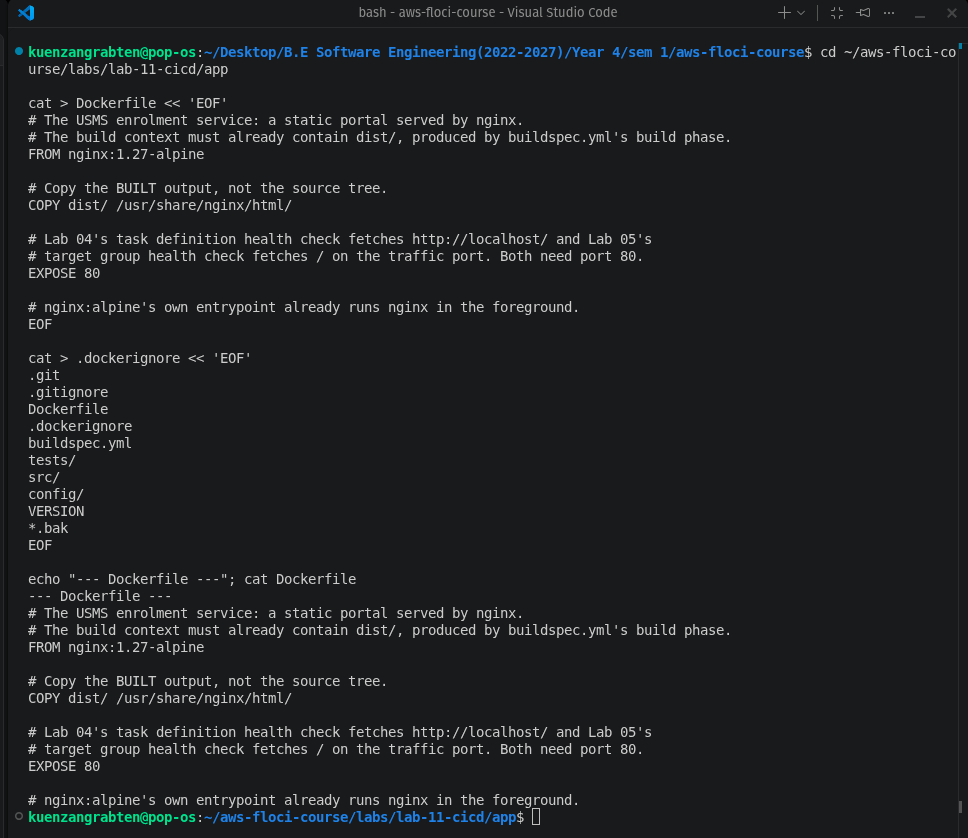 bash - aws-floci-course - Visual Studio Code
kuenzangrabten@pop-os:~/Desktop/B.E Software Engineering(2022-2027)/Year 4/sem 1/aws-floci-course$ cd ~/aws-floci-co
urse/labs/lab-11-cicd/app

cat > Dockerfile << 'EOF'
# The USMS enrolment service: a static portal served by nginx.
# The build context must already contain dist/, produced by buildspec.yml's build phase.
FROM nginx:1.27-alpine

# Copy the BUILT output, not the source tree.
COPY dist/ /usr/share/nginx/html/

# Lab 04's task definition health check fetches http://localhost/ and Lab 05's
# target group health check fetches / on the traffic port. Both need port 80.
EXPOSE 80

# nginx:alpine's own entrypoint already runs nginx in the foreground.
EOF

cat > .dockerignore << 'EOF'
.git
.gitignore
Dockerfile
.dockerignore
buildspec.yml
tests/
src/
config/
VERSION
*.bak
EOF

echo "--- Dockerfile ---"; cat Dockerfile
--- Dockerfile ---
# The USMS enrolment service: a static portal served by nginx.
# The build context must already contain dist/, produced by buildspec.yml's build phase.
FROM nginx:1.27-alpine

# Copy the BUILT output, not the source tree.
COPY dist/ /usr/share/nginx/html/

# Lab 04's task definition health check fetches http://localhost/ and Lab 05's
# target group health check fetches / on the traffic port. Both need port 80.
EXPOSE 80

# nginx:alpine's own entrypoint already runs nginx in the foreground.
kuenzangrabten@pop-os:~/aws-floci-course/labs/lab-11-cicd/app$